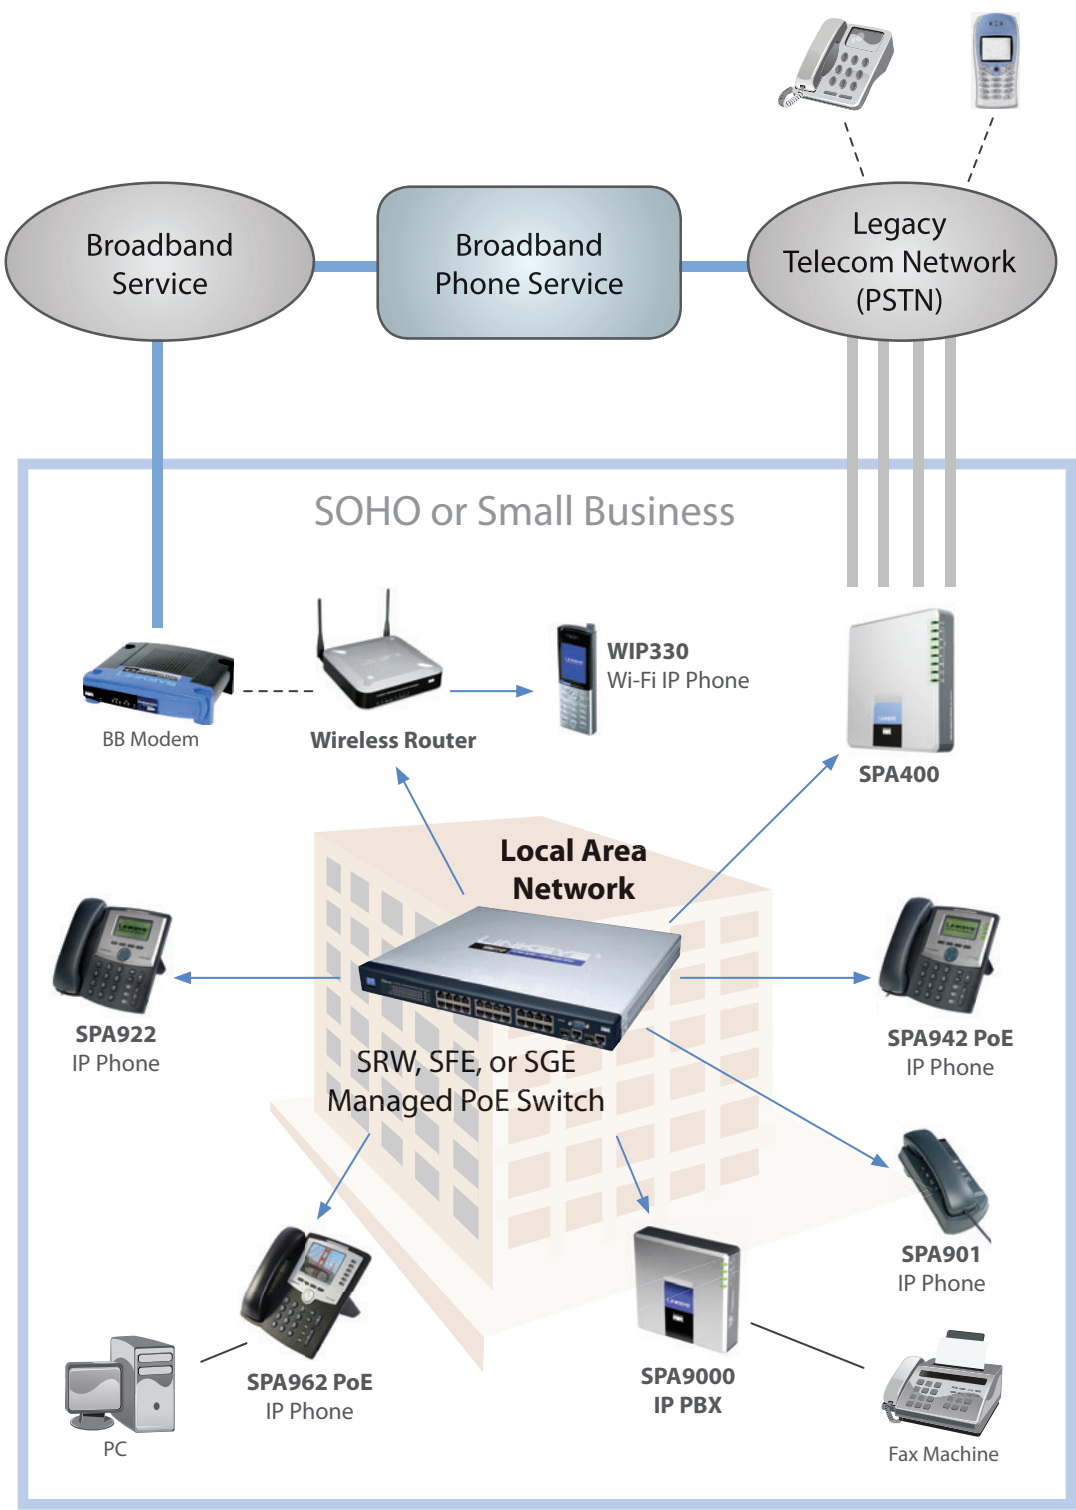 Broadband
Service
Broadband
Phone Service
Legacy
Telecom Network
(PSTN)
SOHO or Small Business
BB Modem
Wireless Router
WIP330
Wi-Fi IP Phone
SPA400
Local Area
Network
LINKSYS
SPA922
IP Phone
SPA942 PoE
IP Phone
SRW, SFE, or SGE
Managed PoE Switch
SPA901
IP Phone
SPA962 PoE
IP Phone
SPA9000
IP PBX
PC
Fax Machine